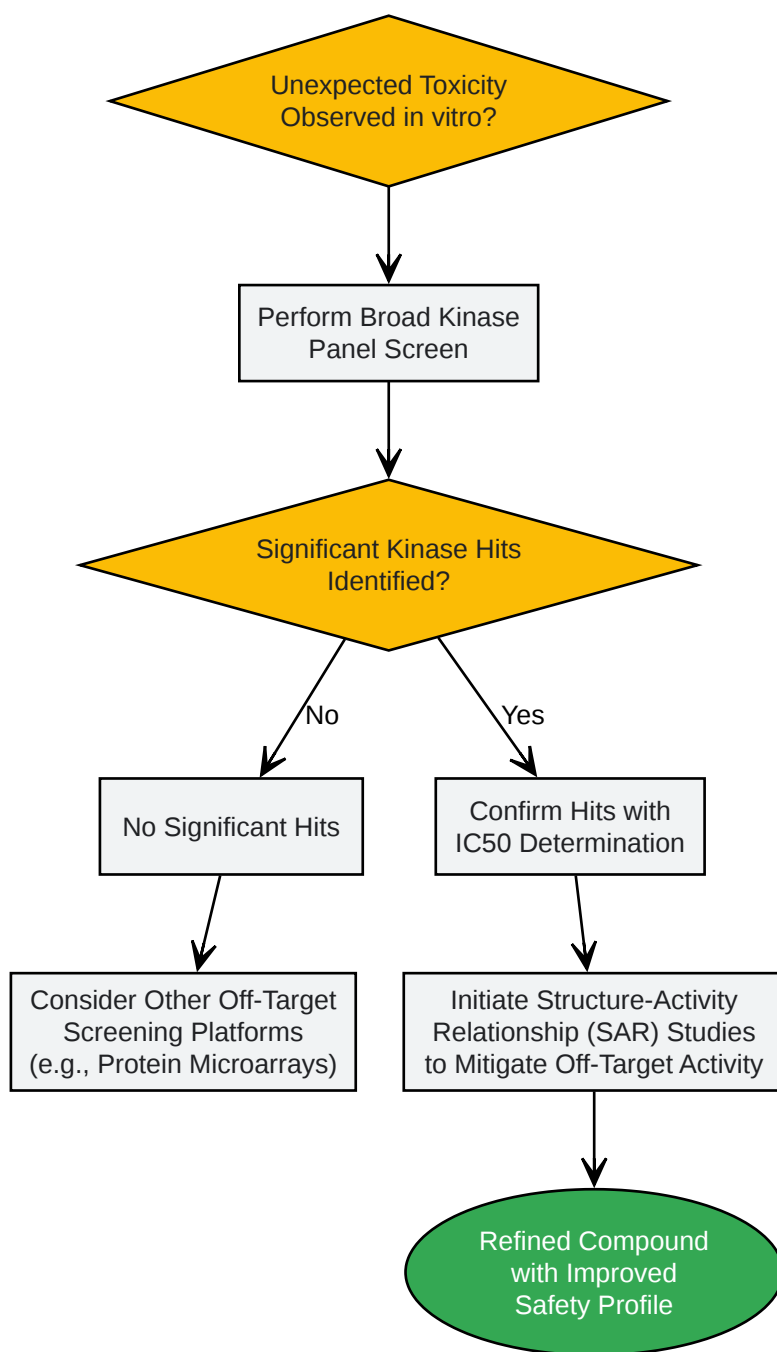 Unexpected Toxicity
Observed in vitro?
Perform Broad Kinase
Panel Screen
Significant Kinase Hits
Identified?
No
Yes
No Significant Hits
Confirm Hits with
IC50 Determination
Consider Other Off-Target
Screening Platforms
(e.g., Protein Microarrays)
Initiate Structure-Activity
Relationship (SAR) Studies
to Mitigate Off-Target Activity
Refined Compound
with Improved
Safety Profile